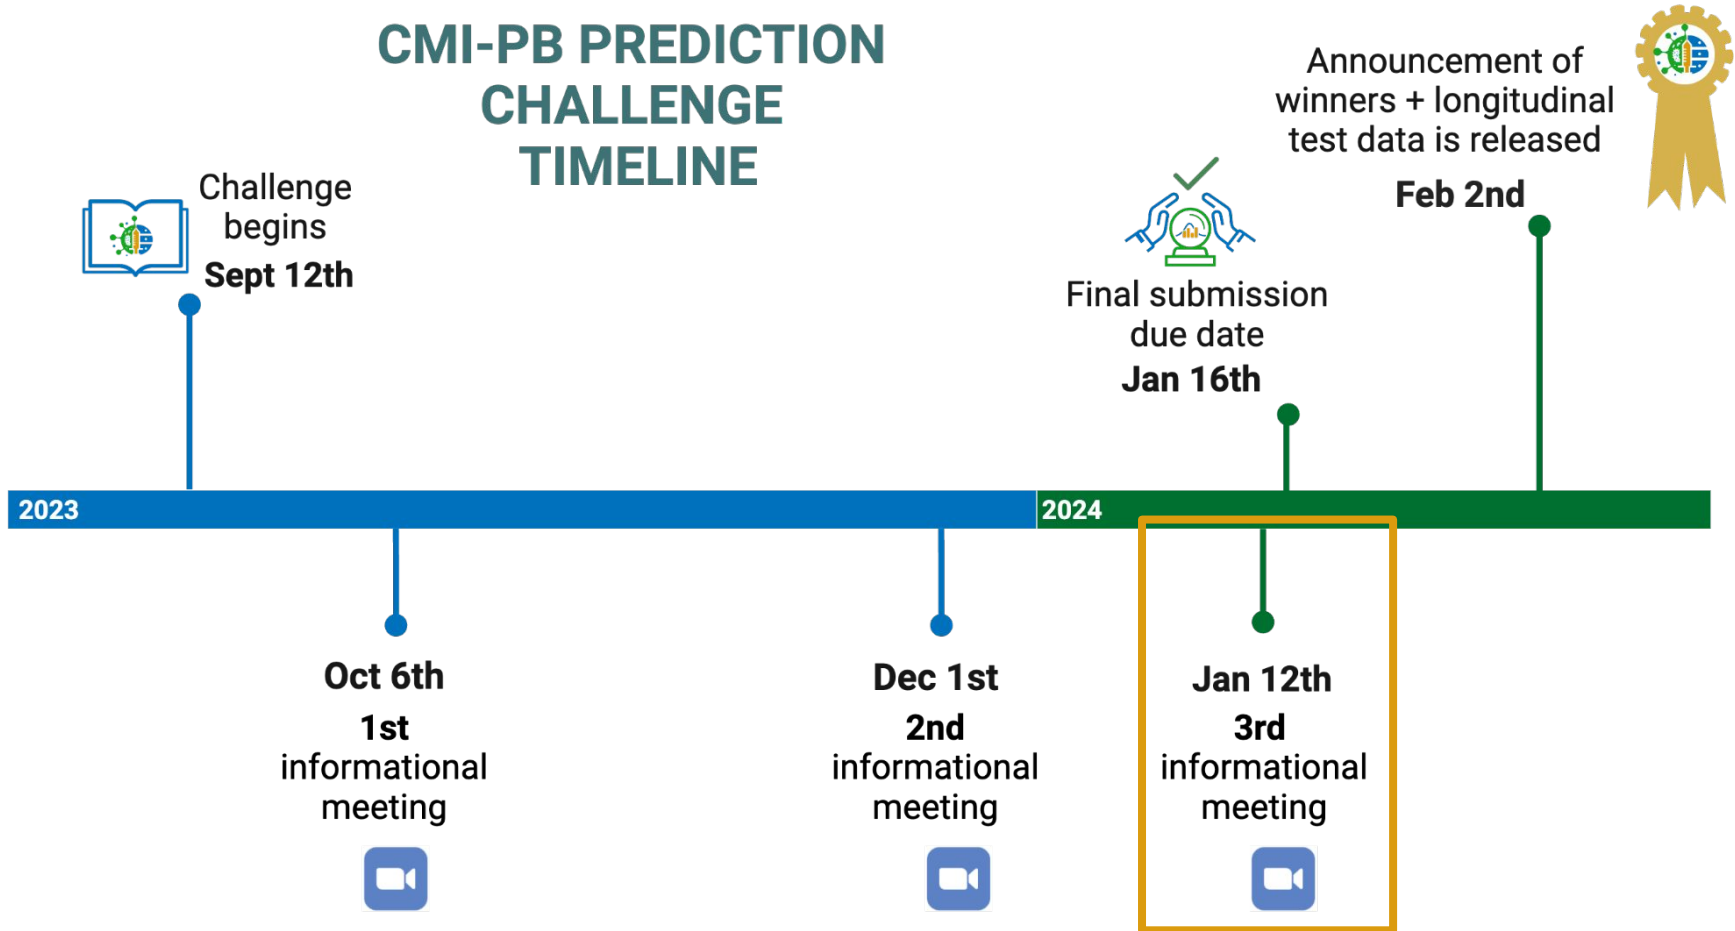 CMI-PB PREDICTION
CHALLENGE
TIMELINE
Challenge
begins
Sept 12th
Final submission
due date
Jan 16th
Announcement of
winners + longitudinal
test data is released
Feb 2nd
2023
2024
Oct 6th
1st
informational
meeting
Dec 1st
2nd
informational
meeting
Jan 12th
3rd
informational
meeting